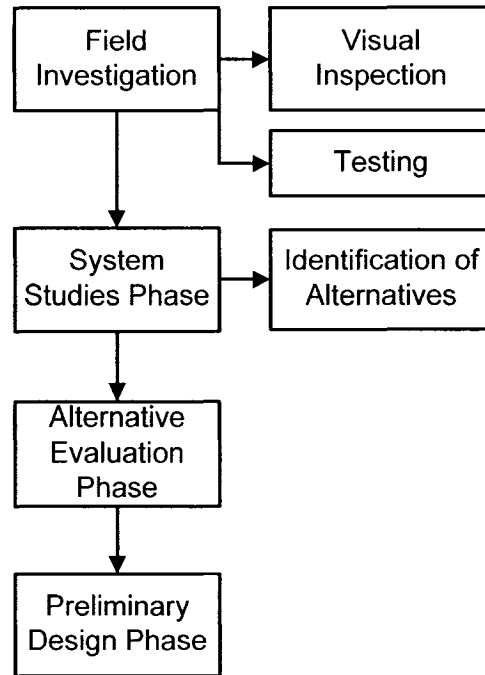 Field
Investigation
Visual
Inspection
Testing
System
Studies Phase
Identification of
Alternatives
Alternative
Evaluation
Phase
Preliminary
Design Phase